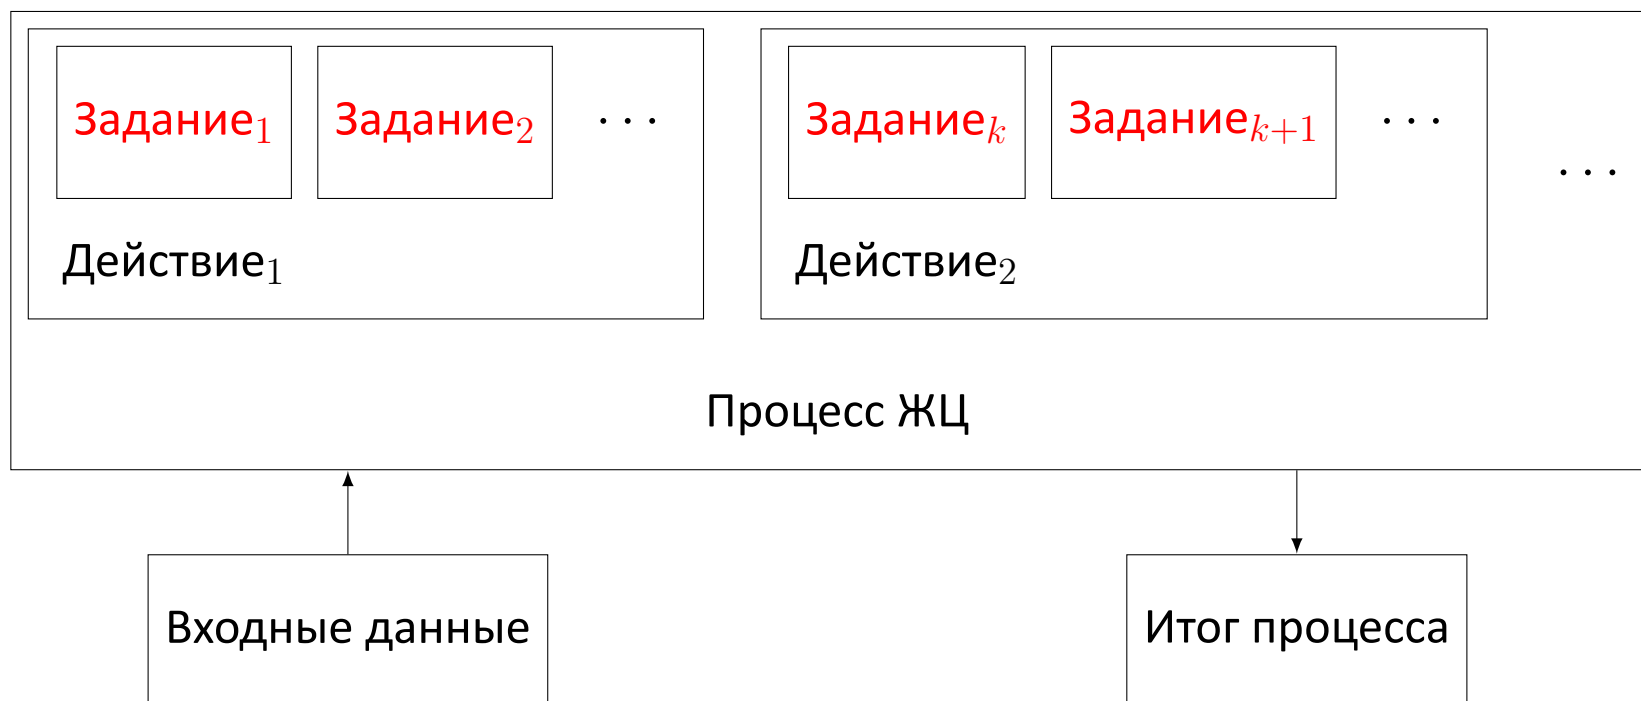 Задание₁ Задание₂ ... Задание_k Задание_{k+1} ... ...
Действие₁ Действие₂
Процесс ЖЦ
Входные данные Итог процесса